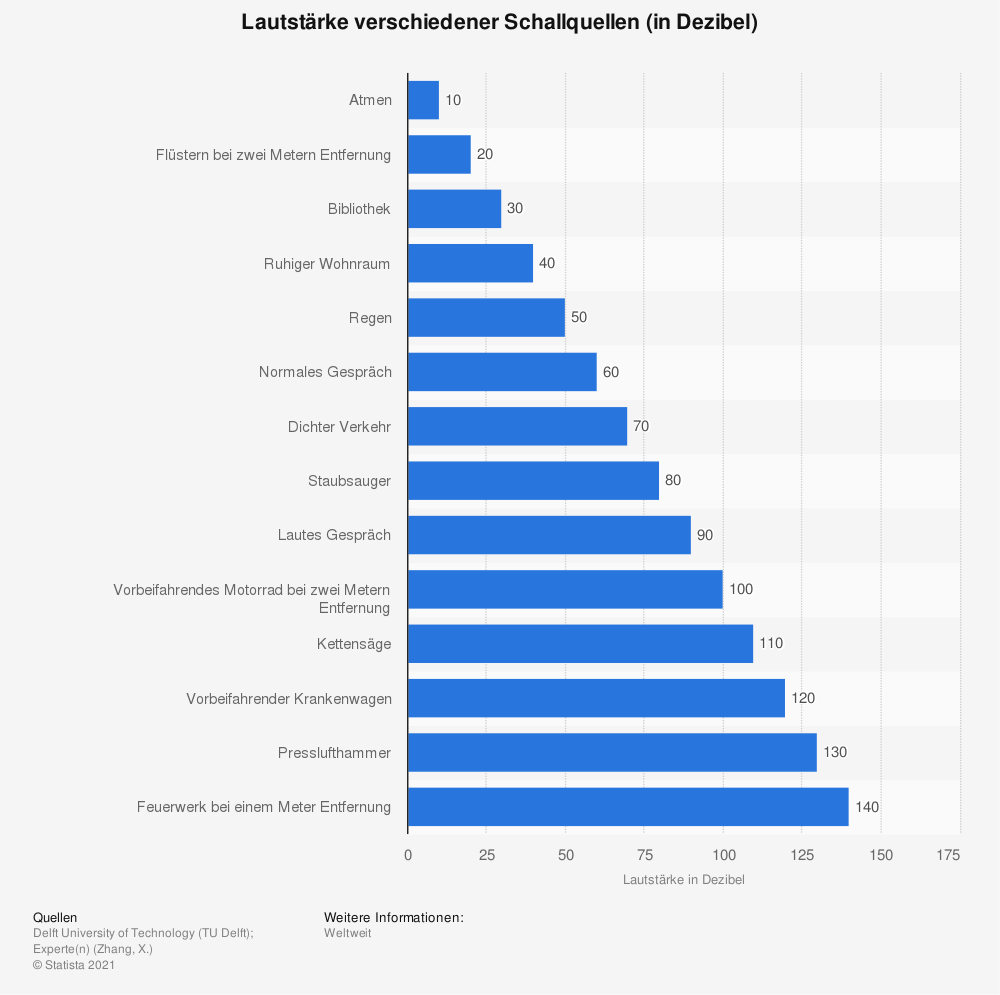 Lautstärke verschiedener Schallquellen (in Dezibel)
Atmen 10
Flüstern bei zwei Metern Entfernung 20
Bibliothek 30
Ruhiger Wohnraum 40
Regen 50
Normales Gespräch 60
Dichter Verkehr 70
Staubsauger 80
Lautes Gespräch 90
Vorbeifahrendes Motorrad bei zwei Metern 100
Entfernung
Kettensäge 110
Vorbeifahrender Krankenwagen 120
Presslufthammer 130
Feuerwerk bei einem Meter Entfernung 140
0 25 50 75 100 125 150 175
Lautstärke in Dezibel
Quellen
Delft University of Technology (TU Delft);
Experte(n) (Zhang, X.)
© Statista 2021
Weitere Informationen:
Weltweit